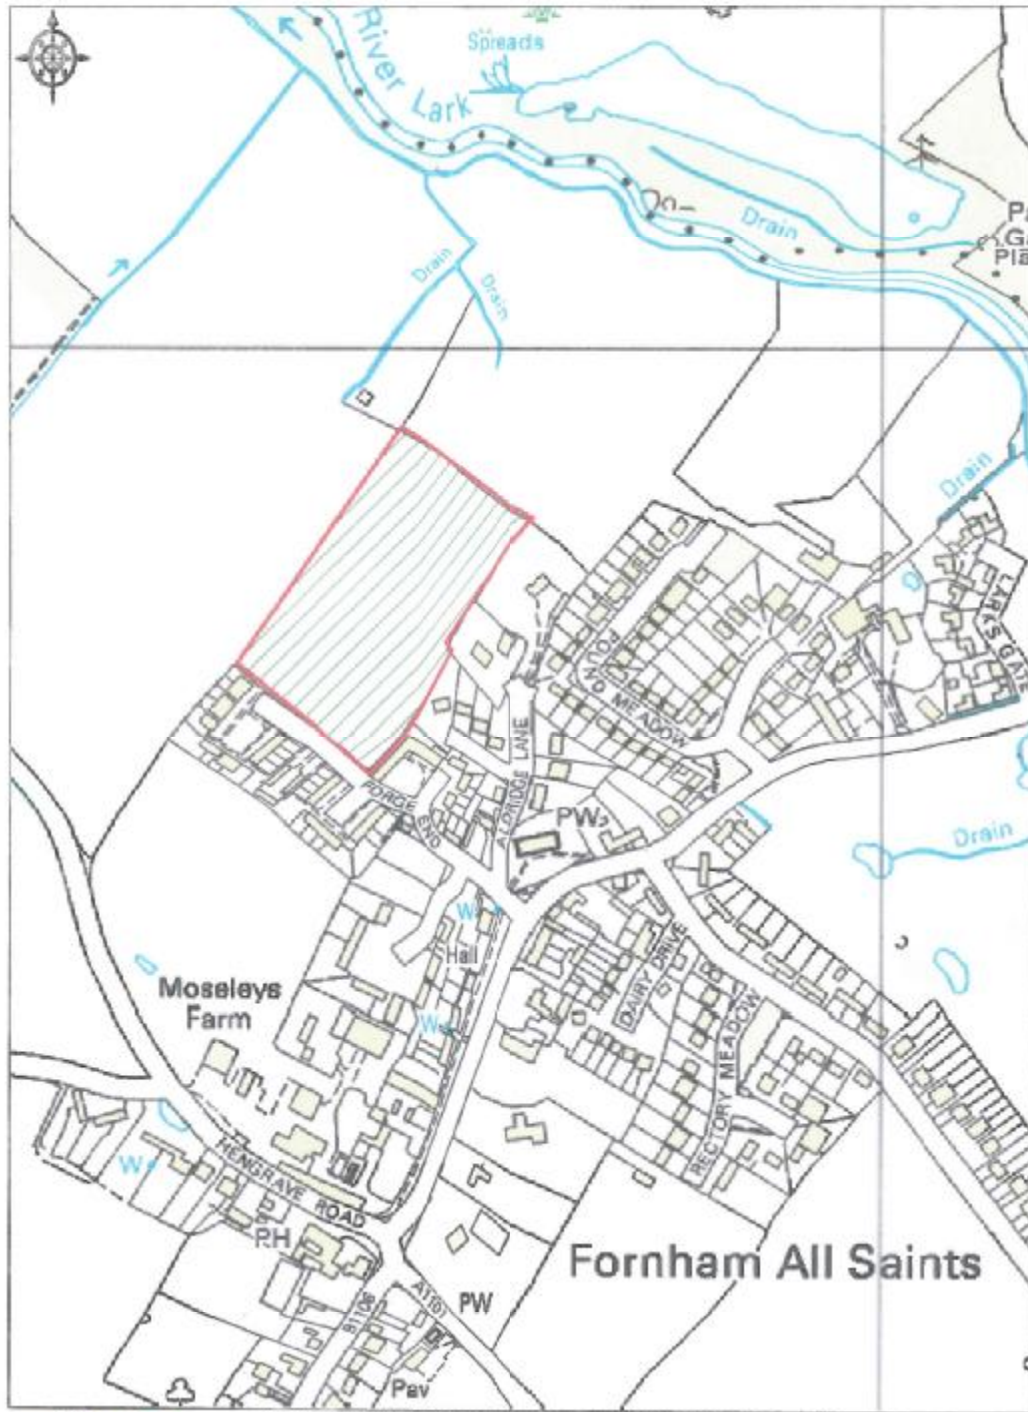 River Lark
Spreads
Drain
Drain
Drain
Drain
LARKS GATE
POUND MEADOW
ALDRIDGE LANE
FORGE END
PW
Drain
W
Hall
DAIRY DRIVE
Moseleys
Farm
W
RECTORY MEADOW
W
HENGRAVE ROAD
PH
Fornham All Saints
A1101
PW
B1106
Pav